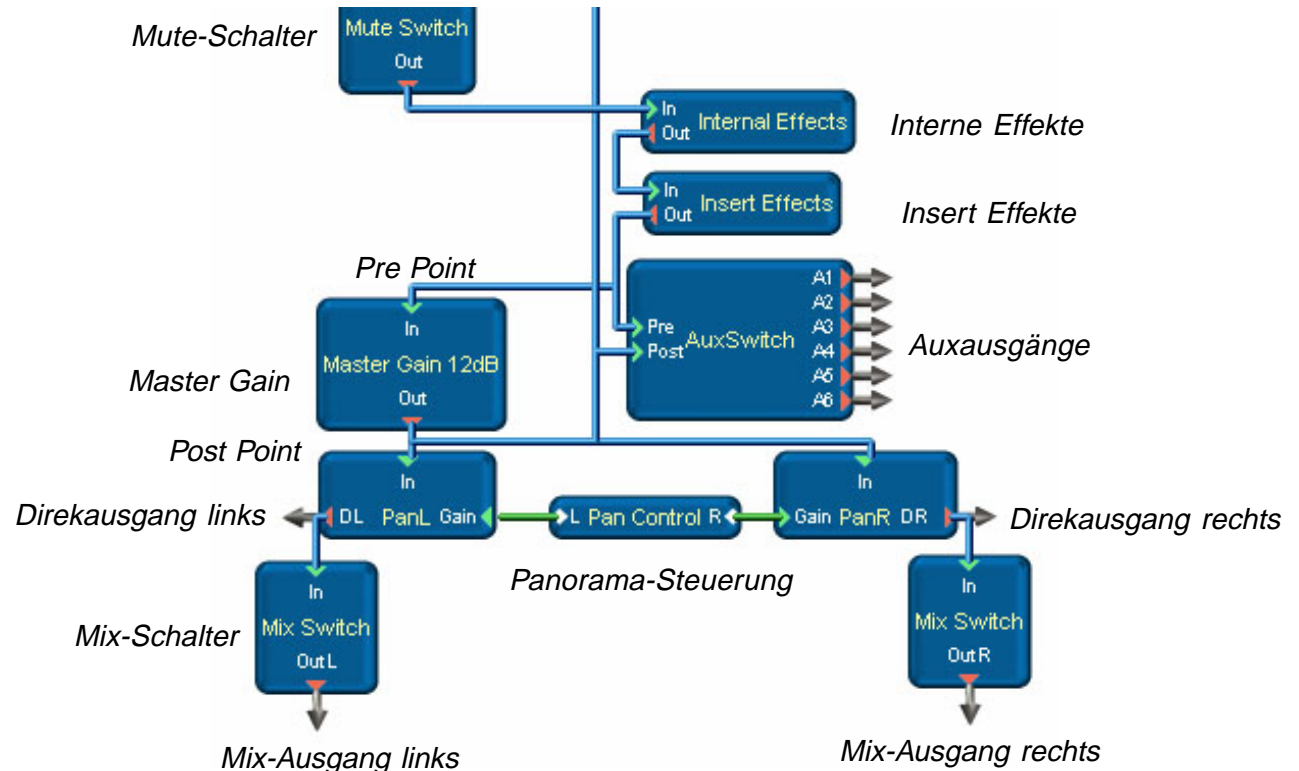 Mute-Schalter
Mute Switch
Out
In
Out
Internal Effects
Interne Effekte
In
Out
Insert Effects
Insert Effekte
Pre Point
In
Master Gain 12dB
Out
Master Gain
Pre
Post
AuxSwitch
A1
A2
A3
A4
A5
A6
Auxausgänge
Post Point
In
DL PanL Gain
Direkausgang links
L Pan Control R
In
Gain PanR DR
Direkausgang rechts
Panorama-Steuerung
In
Mix Switch
Out L
Mix-Schalter
In
Mix Switch
Out R
Mix-Ausgang links
Mix-Ausgang rechts